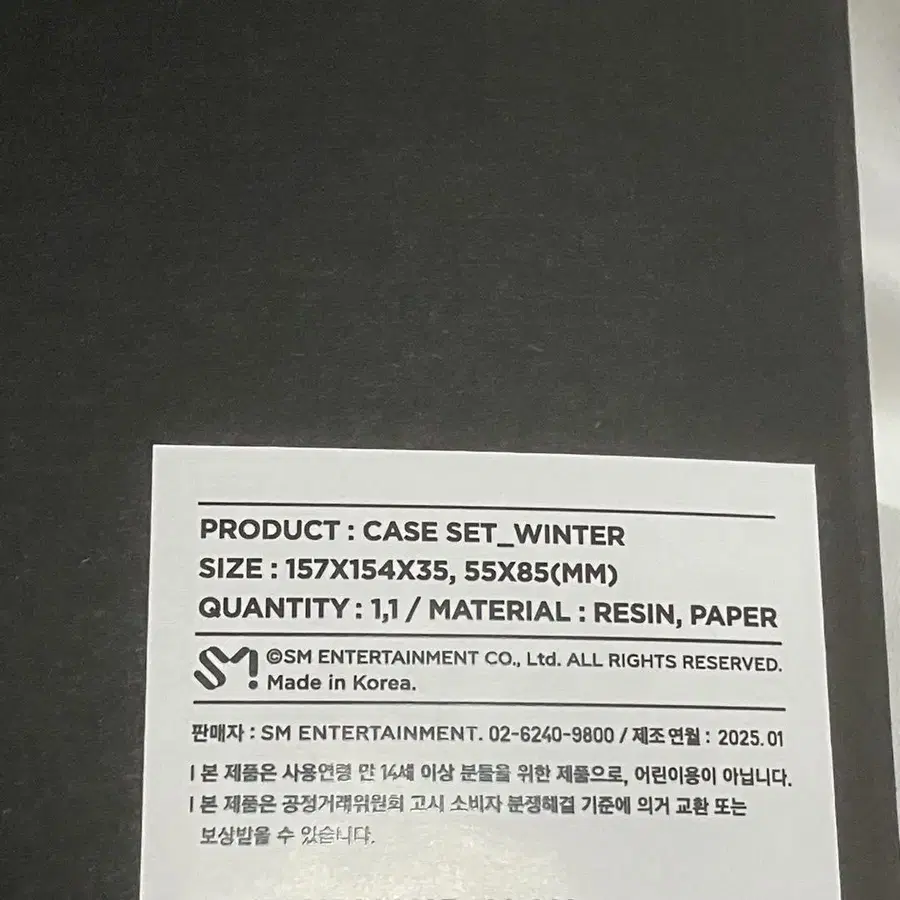 PRODUCT : CASE SET_WINTER
SIZE : 157X154X35, 55X85(MM)
QUANTITY : 1,1 / MATERIAL : RESIN, PAPER
SM! ©SM ENTERTAINMENT CO., Ltd. ALL RIGHTS RESERVED.
Made in Korea.
판매자 : SM ENTERTAINMENT. 02-6240-9800 / 제조연월 : 2025.01
l 본 제품은 사용연령 만 14세 이상 분들을 위한 제품으로, 어린이용이 아닙니다.
l 본 제품은 공정거래위원회 고시 소비자 분쟁해결 기준에 의거 교환 또는
보상받을 수 있습니다.